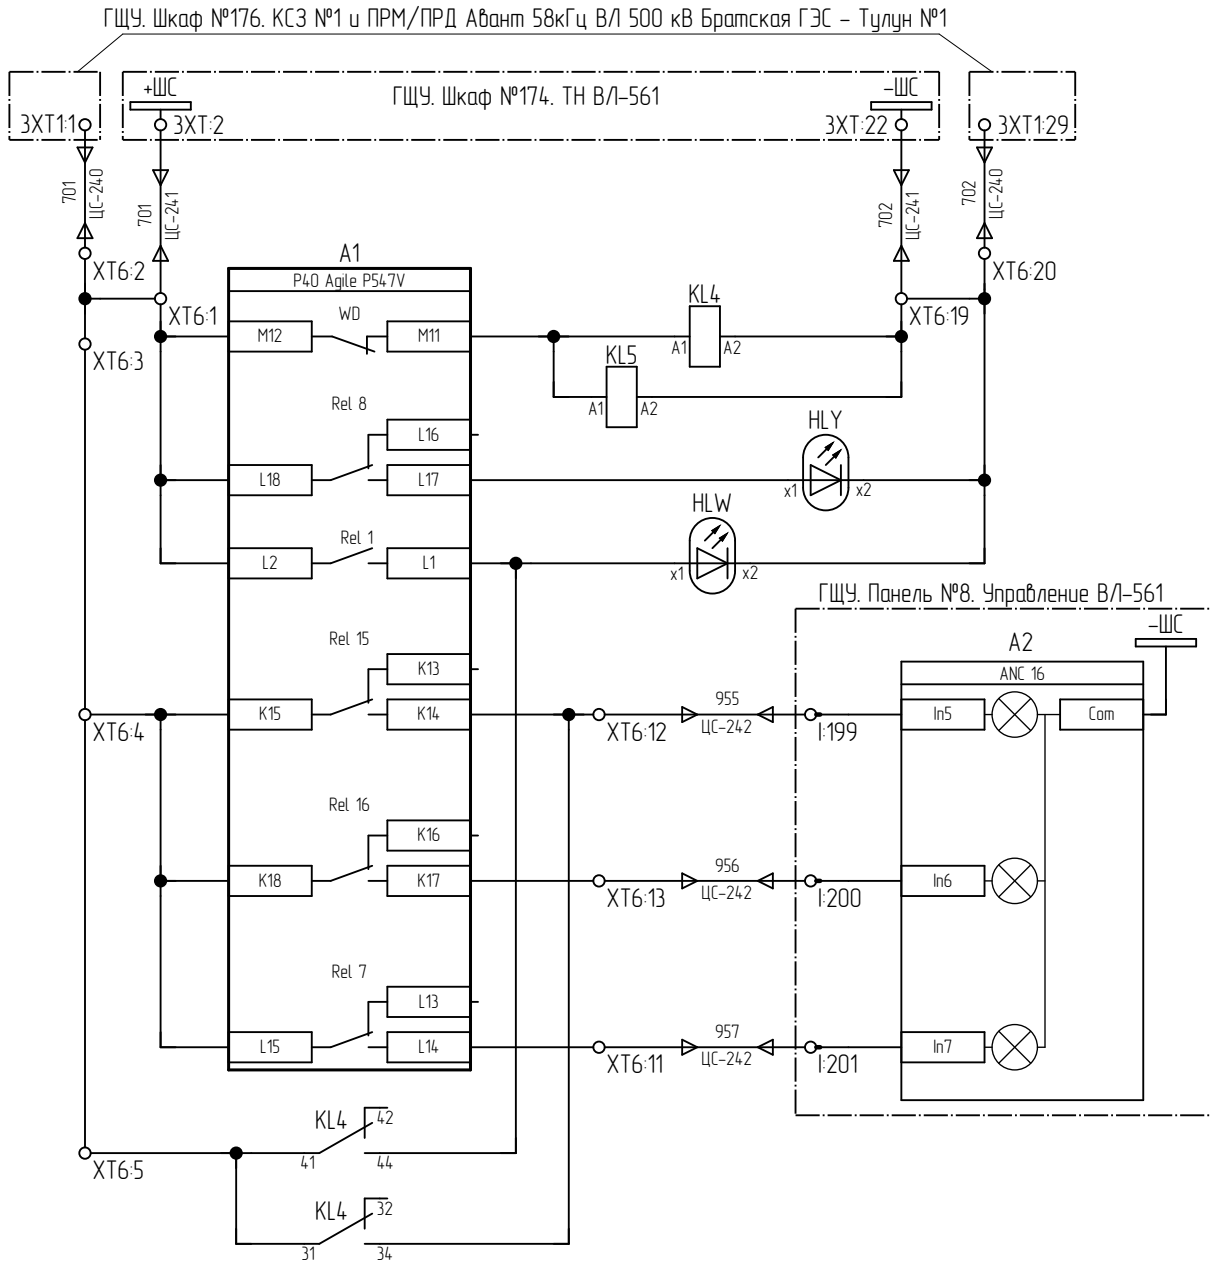 ГЩУ. Шкаф №176. КСЗ №1 и ПРМ/ПРД Авант 58кГц ВЛ 500 кВ Братская ГЭС – Тулун №1
+ШС
ГЩУ. Шкаф №174. ТН ВЛ-561
–ШС
3XT1:1
3XT:2
3XT:22
3XT1:29
701
ЦС-240
701
ЦС-241
702
ЦС-241
702
ЦС-240
XT6:2
XT6:20
A1
P40 Agile P547V
XT6:1
XT6:19
XT6:3
WD
M12
M11
KL4
A1
A2
KL5
A1
A2
Rel 8
L16
L18
L17
HLY
x1
x2
Rel 1
L2
L1
HLW
x1
x2
ГЩУ. Панель №8. Управление ВЛ-561
–ШС
A2
ANC 16
Rel 15
K13
K15
K14
XT6:4
XT6:12
955
ЦС-242
I:199
In5
Com
Rel 16
K16
K18
K17
XT6:13
956
ЦС-242
I:200
In6
Rel 7
L13
L15
L14
XT6:11
957
ЦС-242
I:201
In7
KL4
42
41
44
XT6:5
KL4
32
31
34